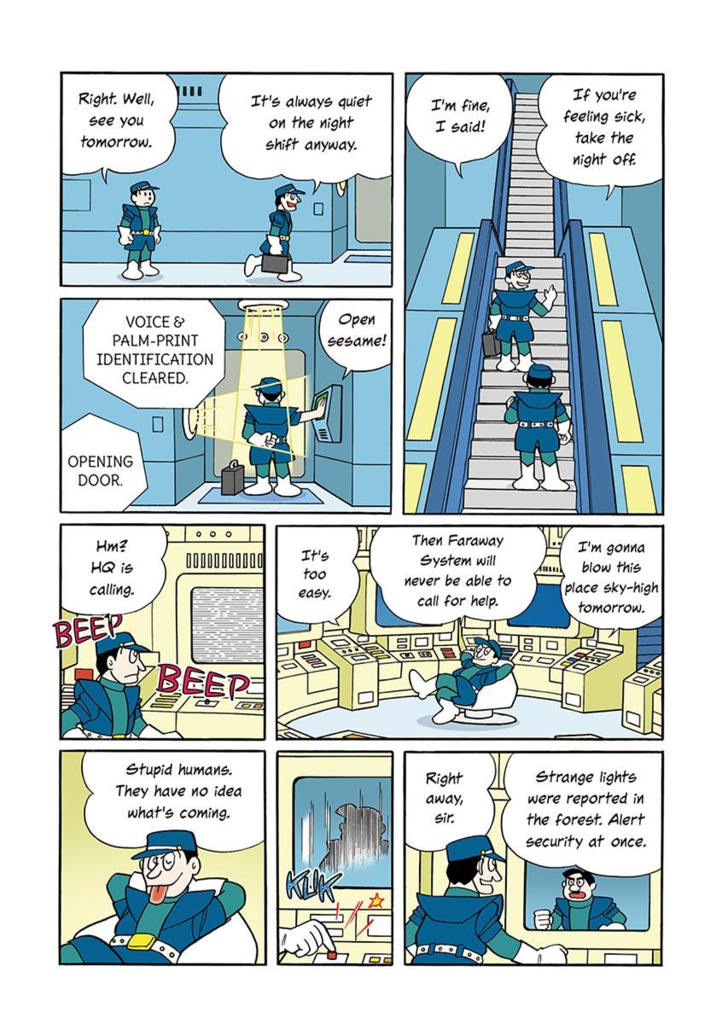 If you're
feeling sick,
take the
night off.
I'm fine,
I said!
It's always quiet
on the night
shift anyway.
Right. Well,
see you
tomorrow.
Open
sesame!
VOICE &
PALM-PRINT
IDENTIFICATION
CLEARED.
OPENING
DOOR.
I'm gonna
blow this
place sky-high
tomorrow.
Then Faraway
System will
never be able to
call for help.
It's
too
easy.
Hm?
HQ is
calling.
BEEP
BEEP
Strange lights
were reported in
the forest. Alert
security at once.
Right
away,
sir.
KLIK
Stupid humans.
They have no idea
what's coming.